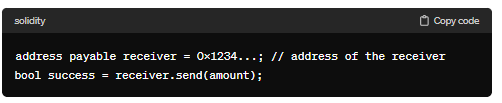 solidity
Copy code
address payable receiver = 0x1234...; // address of the receiver
bool success = receiver.send(amount);